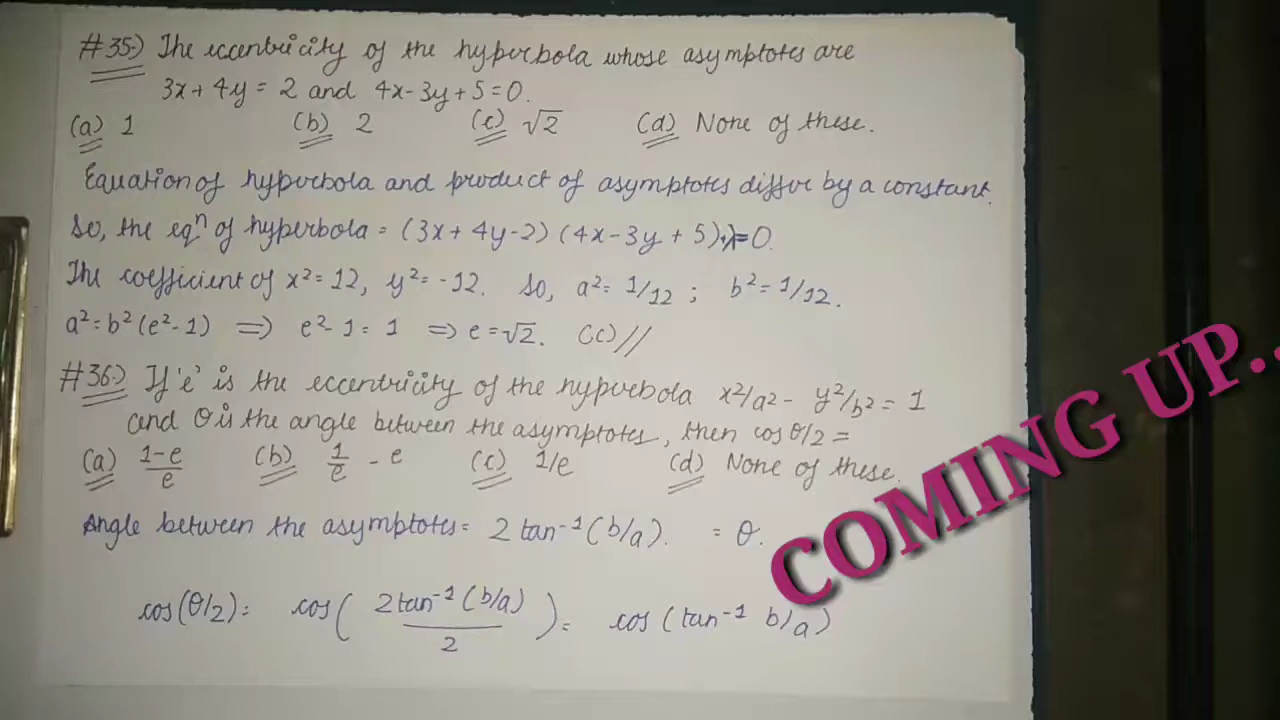 #35.) The eccentricity of the hyperbola whose asymptotes are
3x + 4y = 2 and 4x - 3y + 5 = 0.
(a) 1 (b) 2 (c) √2 (d) None of these.
Equation of hyperbola and product of asymptotes differ by a constant.
So, the eqⁿ of hyperbola = (3x + 4y - 2) (4x - 3y + 5) + λ = 0.
The coefficient of x² = 12, y² = -12. So, a² = 1/12 ; b² = 1/12.
a² = b² (e² - 1) ⟹ e² - 1 = 1 ⟹ e = √2. (C)//
#36.) If 'e' is the eccentricity of the hyperbola x²/a² - y²/b² = 1
and θ is the angle between the asymptotes, then cos θ/2 =
(a) 1-e/e (b) 1/e - e (c) 1/e (d) None of these.
Angle between the asymptotes = 2 tan⁻¹ (b/a). = θ.
cos(θ/2) = cos( 2tan⁻¹ (b/a) / 2 ) = cos (tan⁻¹ b/a)
COMING UP...